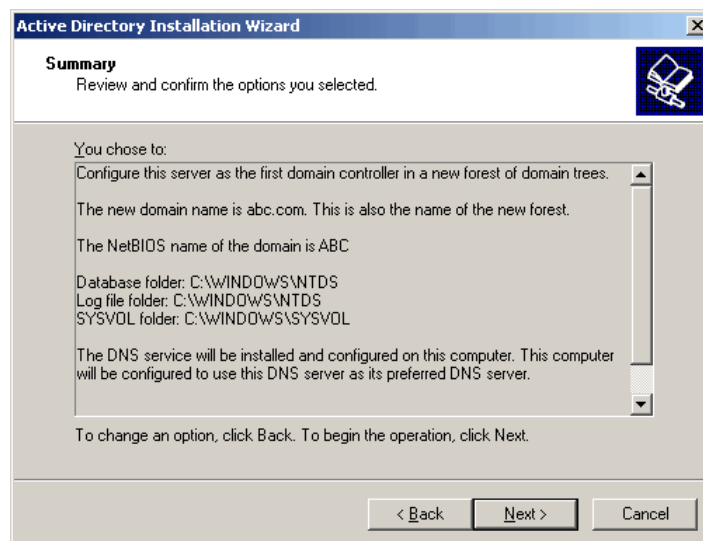 Active Directory Installation Wizard
Summary
Review and confirm the options you selected.
You chose to:
Configure this server as the first domain controller in a new forest of domain trees.
The new domain name is abc.com. This is also the name of the new forest.
The NetBIOS name of the domain is ABC
Database folder: C:\WINDOWS\NTDS
Log file folder: C:\WINDOWS\NTDS
SYSVOL folder: C:\WINDOWS\SYSVOL
The DNS service will be installed and configured on this computer. This computer
will be configured to use this DNS server as its preferred DNS server.
To change an option, click Back. To begin the operation, click Next.
< Back Next > Cancel